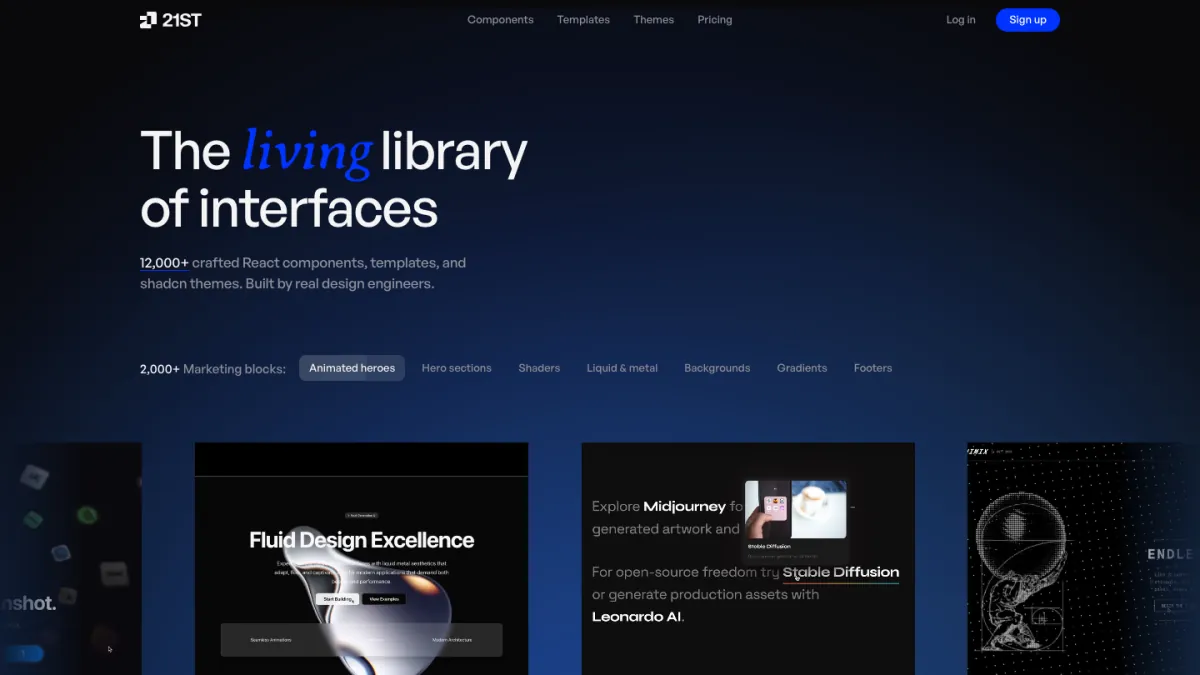 21ST
Components
Templates
Themes
Pricing
Log in
Sign up
The living library
of interfaces
12,000+ crafted React components, templates, and
shadcn themes. Built by real design engineers.
2,000+ Marketing blocks:
Animated heroes
Hero sections
Shaders
Liquid & metal
Backgrounds
Gradients
Footers
nshot.
Fluid Design Excellence
Start Building
View Examples
Seamless Animations
Modern Architecture
Explore Midjourney fo
generated artwork and
Stable Diffusion
For open-source freedom try Stable Diffusion
or generate production assets with
Leonardo AI.
ENDLE